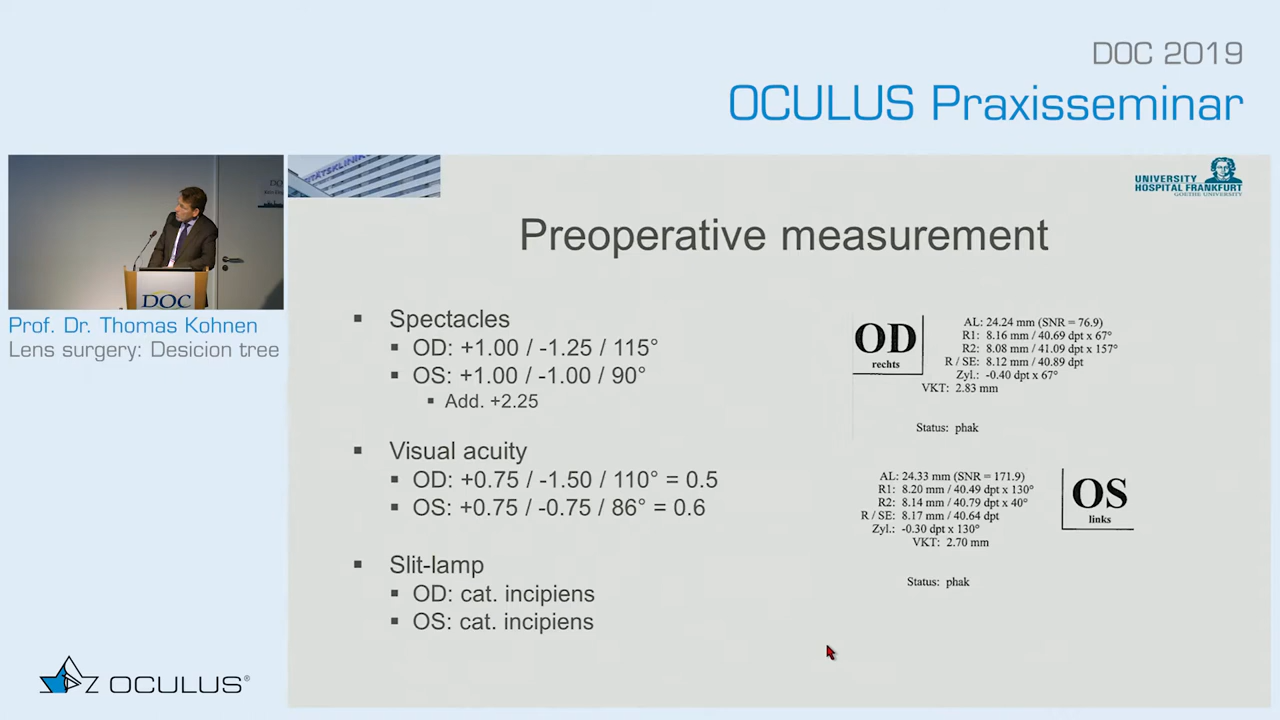 DOC 2019
OCULUS Praxisseminar
UNIVERSITY
HOSPITAL FRANKFURT
GOETHE UNIVERSITY
DOC
Prof. Dr. Thomas Kohnen
Lens surgery: Desicion tree
Preoperative measurement
▪ Spectacles
▪ OD: +1.00 / -1.25 / 115°
▪ OS: +1.00 / -1.00 / 90°
▪ Add. +2.25
▪ Visual acuity
▪ OD: +0.75 / -1.50 / 110° = 0.5
▪ OS: +0.75 / -0.75 / 86° = 0.6
▪ Slit-lamp
▪ OD: cat. incipiens
▪ OS: cat. incipiens
OD
rechts
AL: 24.24 mm (SNR = 76.9)
R1: 8.16 mm / 40.69 dpt x 67°
R2: 8.08 mm / 41.09 dpt x 157°
R / SE: 8.12 mm / 40.89 dpt
Zyl.: -0.40 dpt x 67°
VKT: 2.83 mm
Status: phak
AL: 24.33 mm (SNR = 171.9)
R1: 8.20 mm / 40.49 dpt x 130°
R2: 8.14 mm / 40.79 dpt x 40°
R / SE: 8.17 mm / 40.64 dpt
Zyl.: -0.30 dpt x 130°
VKT: 2.70 mm
Status: phak
OS
links
OCULUS®